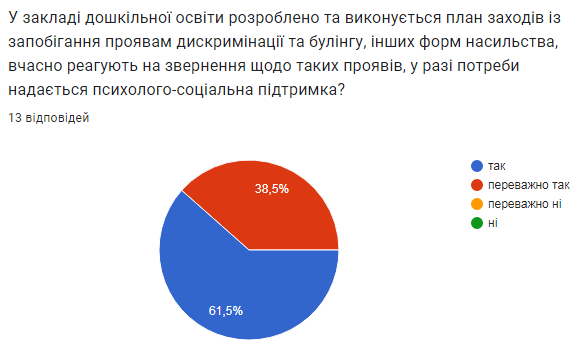 У закладі дошкільної освіти розроблено та виконується план заходів із
запобігання проявам дискримінації та булінгу, інших форм насильства,
вчасно реагують на звернення щодо таких проявів, у разі потреби
надається психолого-соціальна підтримка?
13 відповідей
так
переважно так
переважно ні
ні
38,5%
61,5%